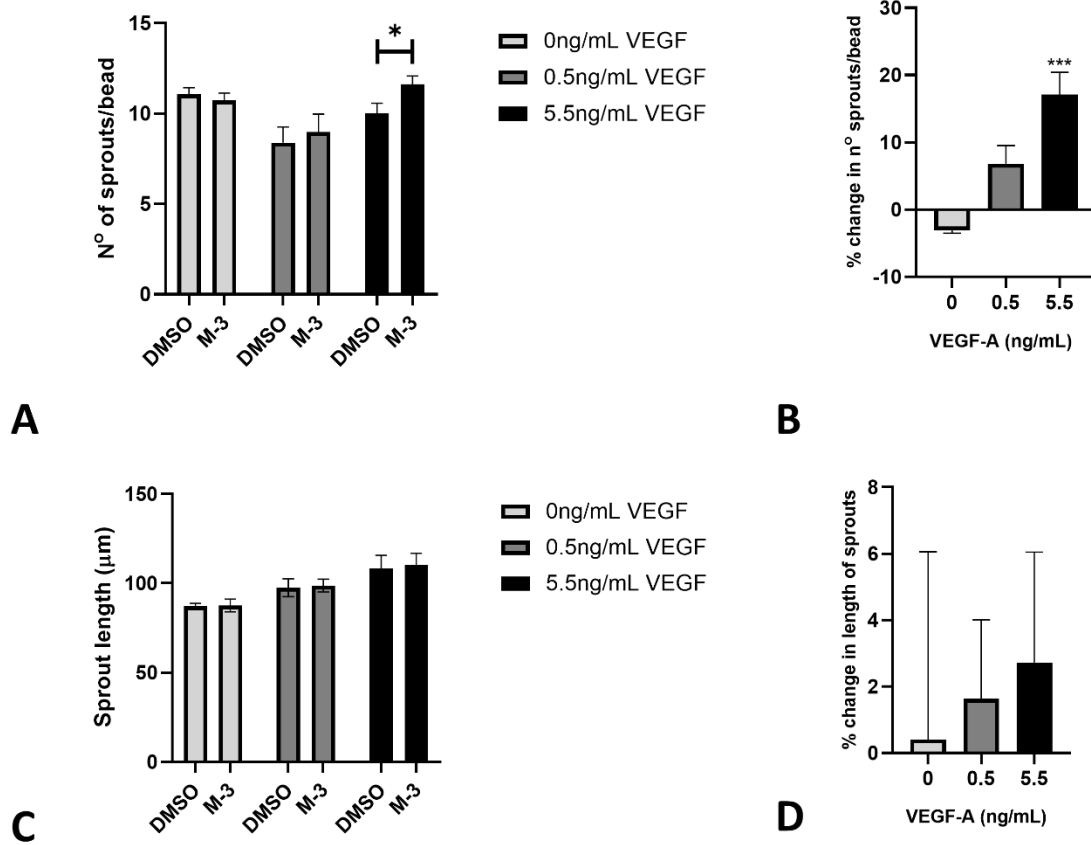 15
10
5
0
N° of sprouts/bead
*
DMSO
M-3
DMSO
M-3
DMSO
M-3
0ng/mL VEGF
0.5ng/mL VEGF
5.5ng/mL VEGF
A
30
20
10
0
-10
% change in n° sprouts/bead
***
0 0.5 5.5
VEGF-A (ng/mL)
B
150
100
50
0
Sprout length (μm)
DMSO
M-3
DMSO
M-3
DMSO
M-3
0ng/mL VEGF
0.5ng/mL VEGF
5.5ng/mL VEGF
C
8
6
4
2
0
% change in length of sprouts
0 0.5 5.5
VEGF-A (ng/mL)
D